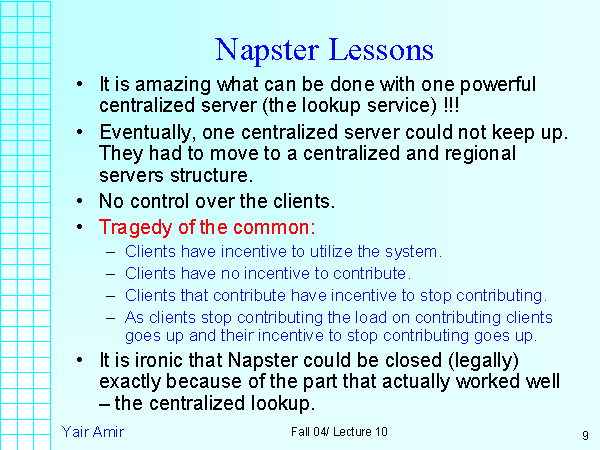 Napster Lessons
• It is amazing what can be done with one powerful
centralized server (the lookup service) !!!
• Eventually, one centralized server could not keep up.
They had to move to a centralized and regional
servers structure.
• No control over the clients.
• Tragedy of the common:
– Clients have incentive to utilize the system.
– Clients have no incentive to contribute.
– Clients that contribute have incentive to stop contributing.
– As clients stop contributing the load on contributing clients
goes up and their incentive to stop contributing goes up.
• It is ironic that Napster could be closed (legally)
exactly because of the part that actually worked well
– the centralized lookup.
Yair Amir
Fall 04/ Lecture 10
9